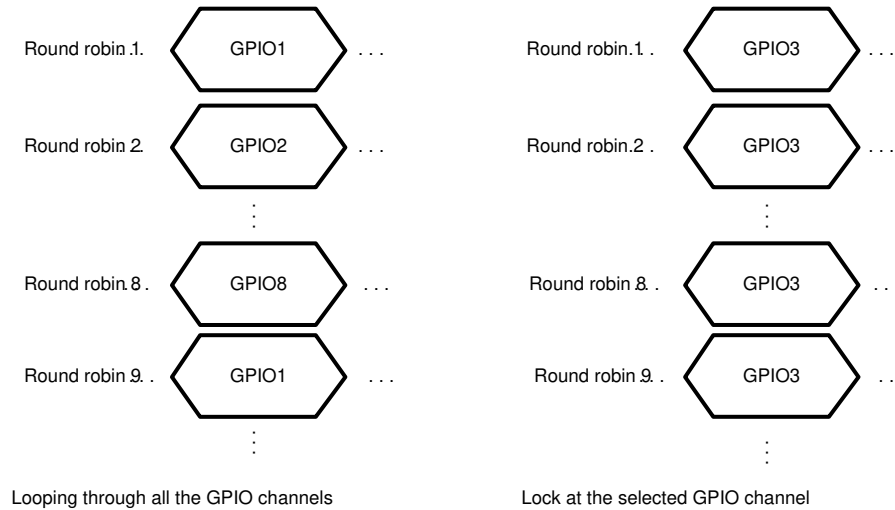 Round robin 1. . . GPIO1 . . .
Round robin 2. . . GPIO2 . . .
Round robin 8. . . GPIO8 . . .
Round robin 9. . . GPIO1 . . .
Looping through all the GPIO channels
Round robin 1. . . GPIO3 . . .
Round robin 2. . . GPIO3 . . .
Round robin 8. . . GPIO3 . .
Round robin 9. . . GPIO3 . .
Lock at the selected GPIO channel